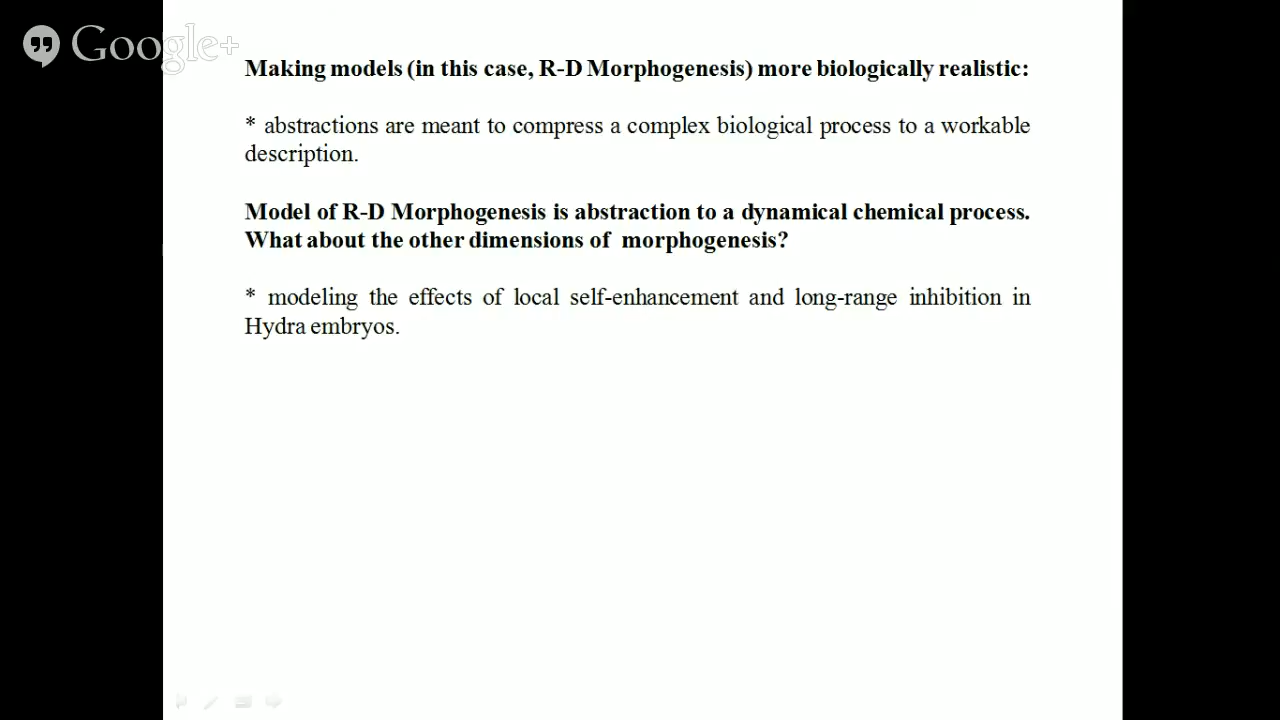 Google+
Making models (in this case, R-D Morphogenesis) more biologically realistic:
* abstractions are meant to compress a complex biological process to a workable
description.
Model of R-D Morphogenesis is abstraction to a dynamical chemical process.
What about the other dimensions of morphogenesis?
* modeling the effects of local self-enhancement and long-range inhibition in
Hydra embryos.